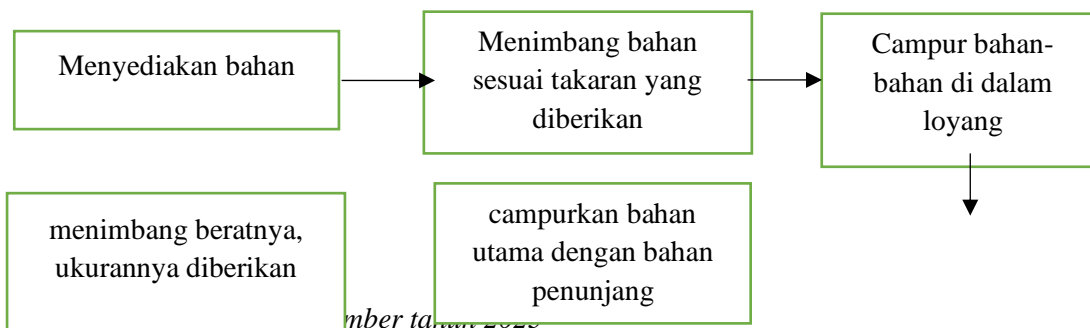 Menyediakan bahan
Menimbang bahan
sesuai takaran yang
diberikan
Campur bahan-
bahan di dalam
loyang
menimbang beratnya,
ukurannya diberikan
campurkan bahan
utama dengan bahan
penunjang